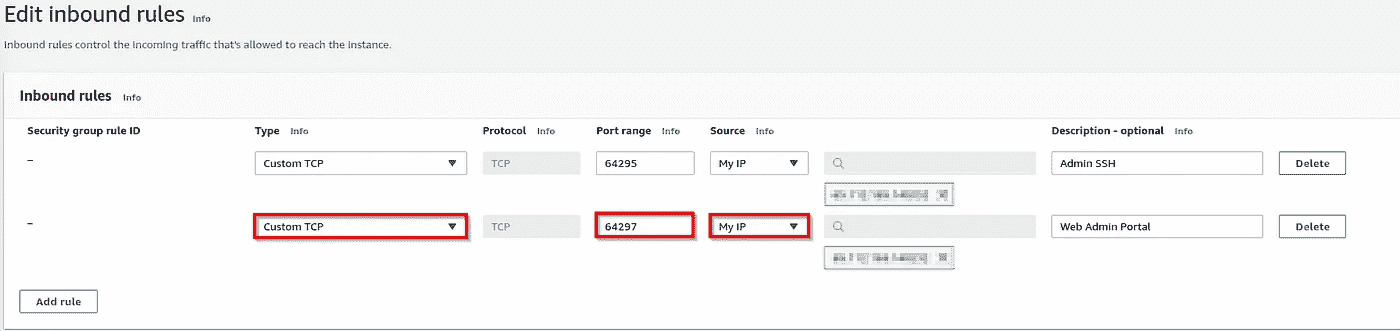 Edit inbound rules Info
Inbound rules control the incoming traffic that's allowed to reach the instance.
Inbound rules Info
Security group rule ID Type Info Protocol Info Port range Info Source Info Description - optional Info
– Custom TCP TCP 64295 My IP Admin SSH Delete
– Custom TCP TCP 64297 My IP Web Admin Portal Delete
Add rule